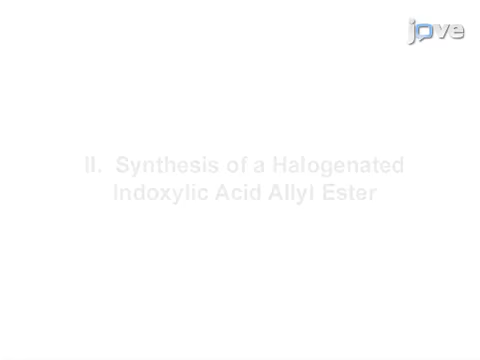 jove
II. Synthesis of a Halogenated
Indoxylic Acid Allyl Ester